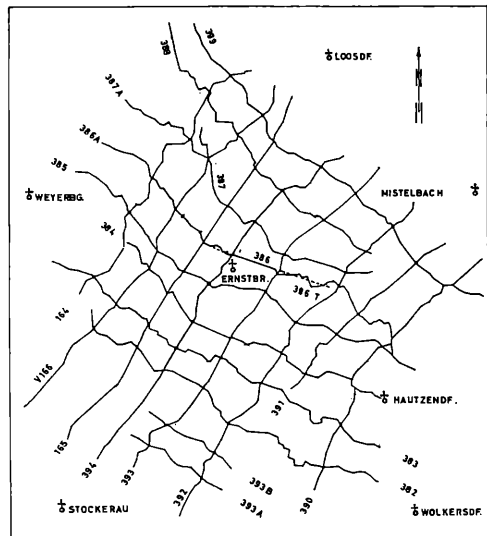 389
388
LOOSDF.
N
387A
386A
385
387
MISTELBACH
WEYERBG.
384
386
ERNSTBR.
386 T
164
V166
391
HAUTZENDF.
165
394
383
393
393B
382
392
393A
390
STOCKERAU
WOLKERSDF.